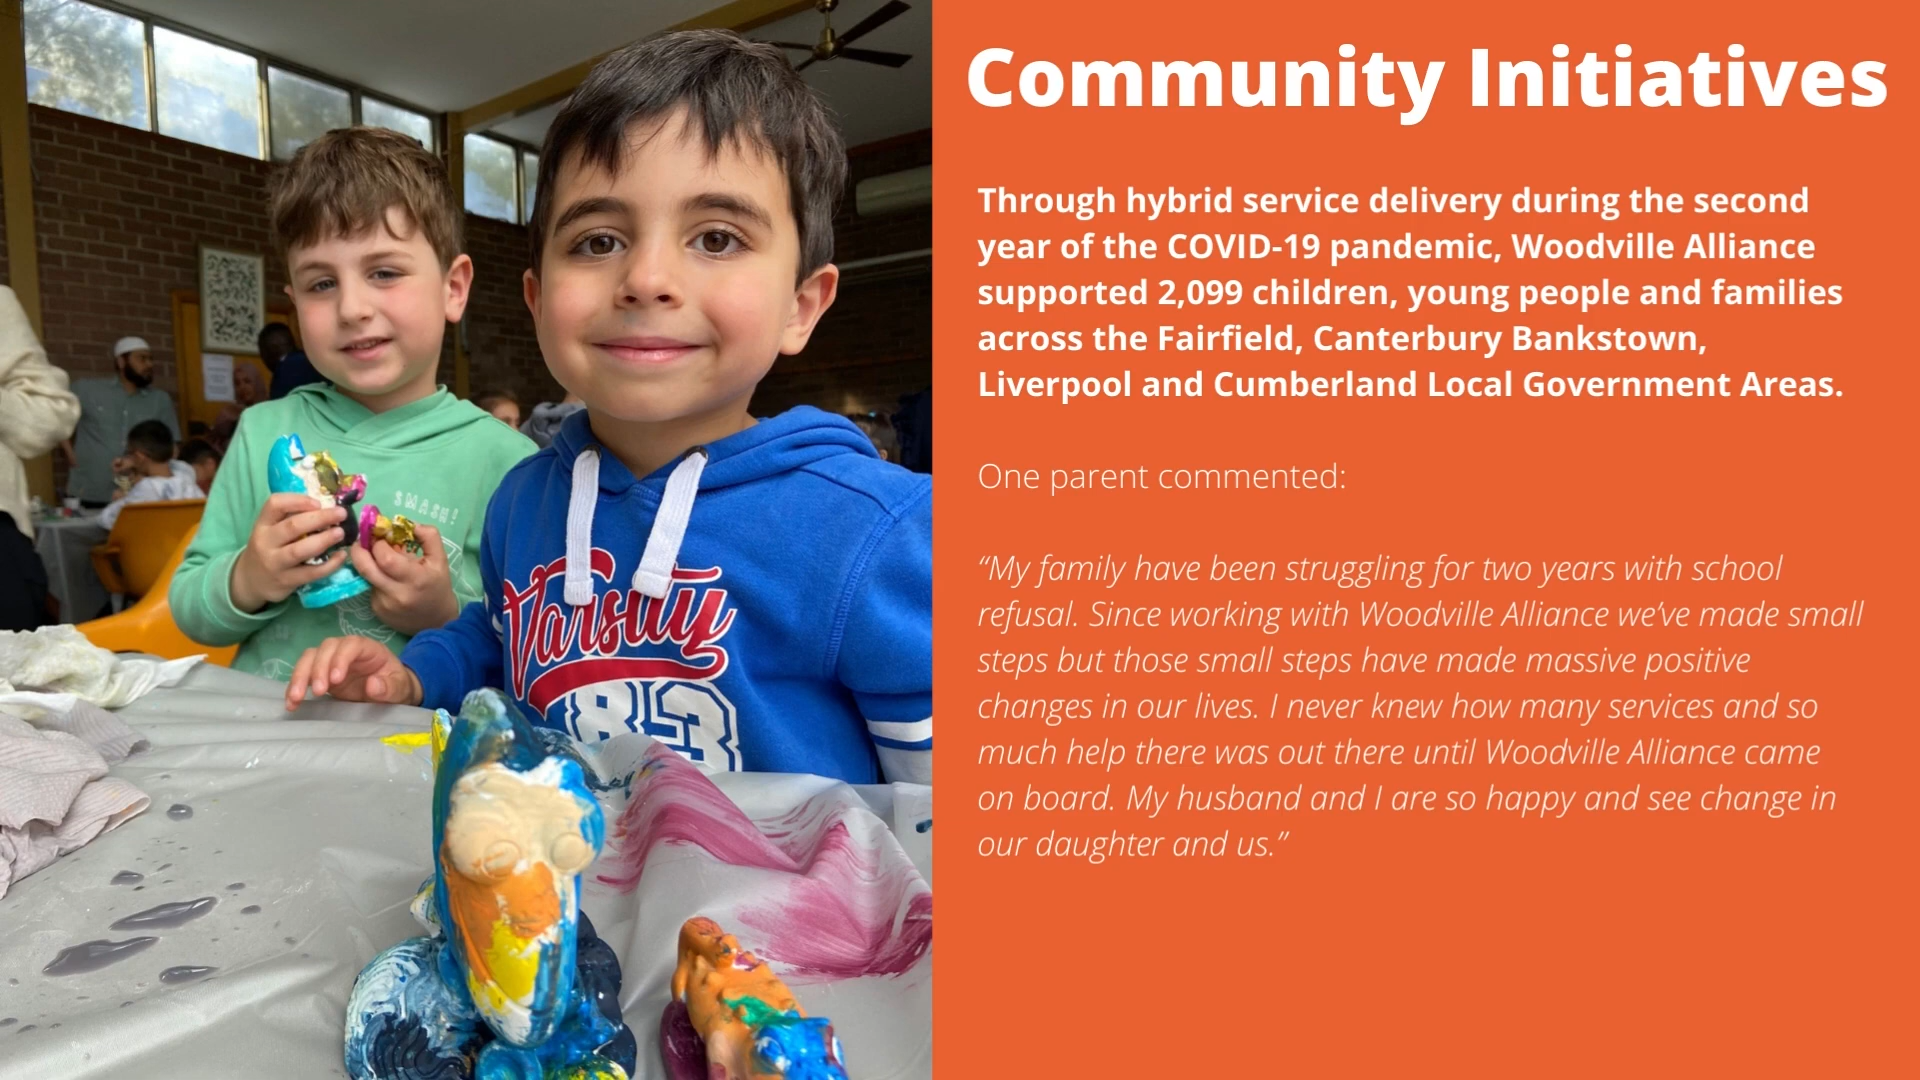 Community Initiatives
Through hybrid service delivery during the second
year of the COVID-19 pandemic, Woodville Alliance
supported 2,099 children, young people and families
across the Fairfield, Canterbury Bankstown,
Liverpool and Cumberland Local Government Areas.
One parent commented:
“My family have been struggling for two years with school
refusal. Since working with Woodville Alliance we’ve made small
steps but those small steps have made massive positive
changes in our lives. I never knew how many services and so
much help there was out there until Woodville Alliance came
on board. My husband and I are so happy and see change in
our daughter and us.”
SMASH!
Varsity
83